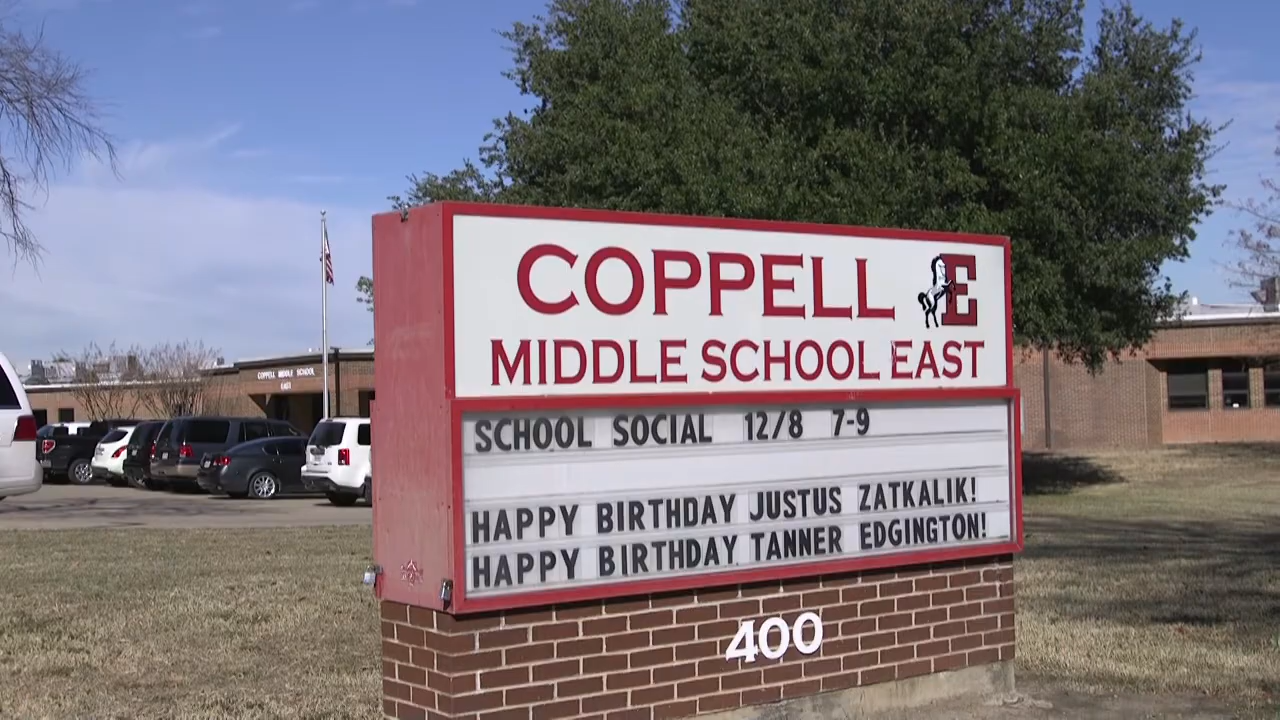 COPPELL E
MIDDLE SCHOOL EAST
SCHOOL SOCIAL 12/8 7-9
HAPPY BIRTHDAY JUSTUS ZATKALIK!
HAPPY BIRTHDAY TANNER EDGINGTON!
400
COPPELL MIDDLE SCHOOL
EAST